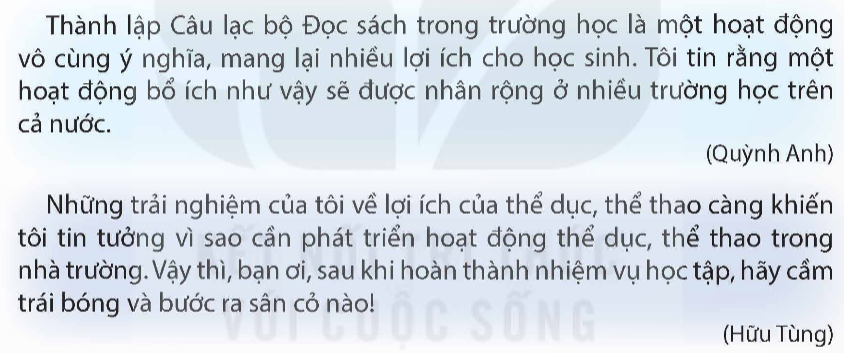 Thành lập Câu lạc bộ Đọc sách trong trường học là một hoạt động
vô cùng ý nghĩa, mang lại nhiều lợi ích cho học sinh. Tôi tin rằng một
hoạt động bổ ích như vậy sẽ được nhân rộng ở nhiều trường học trên
cả nước.
(Quỳnh Anh)
Những trải nghiệm của tôi về lợi ích của thể dục, thể thao càng khiến
tôi tin tưởng vì sao cần phát triển hoạt động thể dục, thể thao trong
nhà trường. Vậy thì, bạn ơi, sau khi hoàn thành nhiệm vụ học tập, hãy cầm
trái bóng và bước ra sân cỏ nào!
VỚI CUỘC SỐNG
(Hữu Tùng)